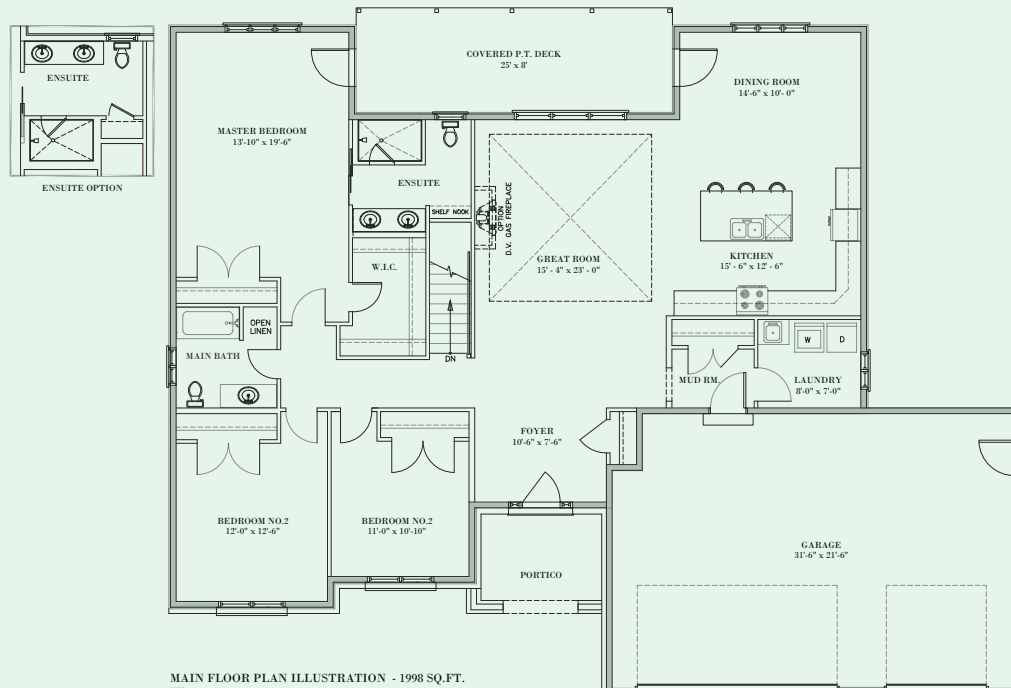 COVERED P.T. DECK
25' x 8'
ENSUITE
DINING ROOM
14'-6" x 10'- 0"
MASTER BEDROOM
13'-10" x 19'-6"
ENSUITE OPTION
ENSUITE
SHELF NOOK
OPTION
D.V. GAS FIREPLACE
GREAT ROOM
15' - 4" x 23' - 0"
KITCHEN
15' - 6" x 12' - 6"
W.I.C.
OPEN
LINEN
W
D
MAIN BATH
DN
MUD RM.
LAUNDRY
8'-0" x 7'-0"
FOYER
10'-6" x 7'-6"
BEDROOM NO.2
12'-0" x 12'-6"
BEDROOM NO.2
11'-0" x 10'-10"
GARAGE
31'-6" x 21'-6"
PORTICO
MAIN FLOOR PLAN ILLUSTRATION - 1998 SQ.FT.